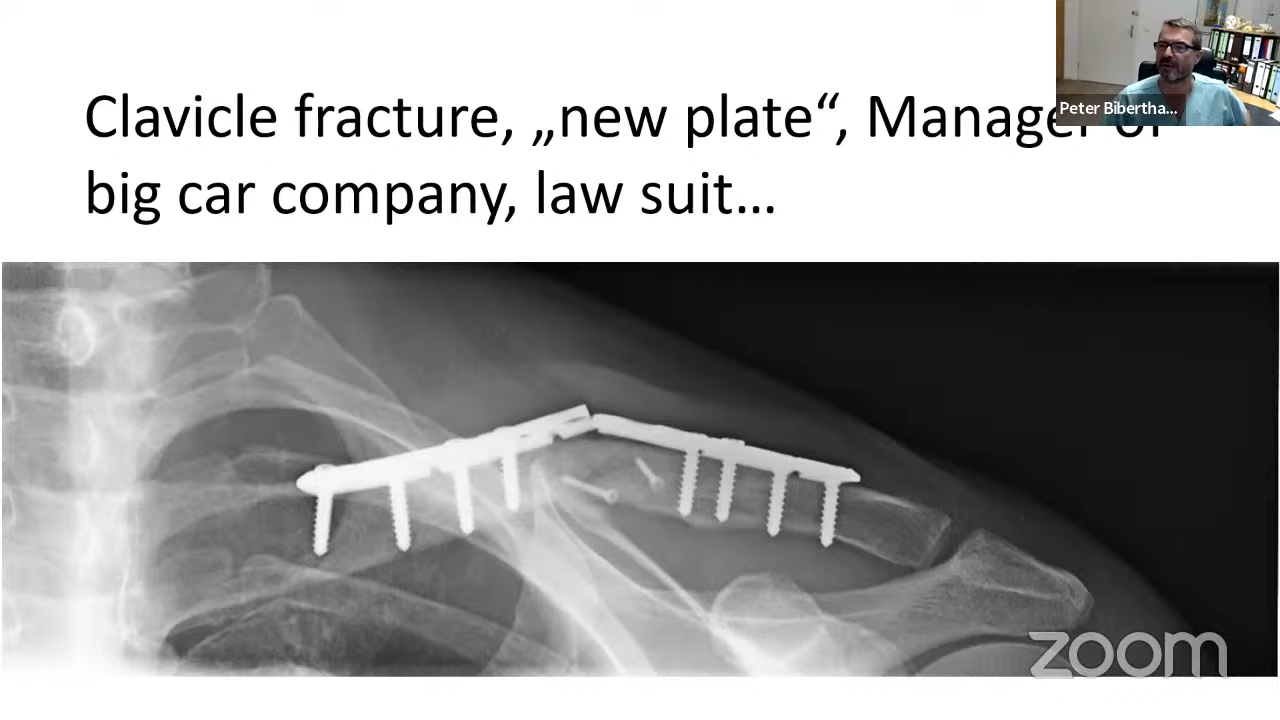 Clavicle fracture, „new plate“, Manager of
big car company, law suit...
Peter Bibertha...
zoom